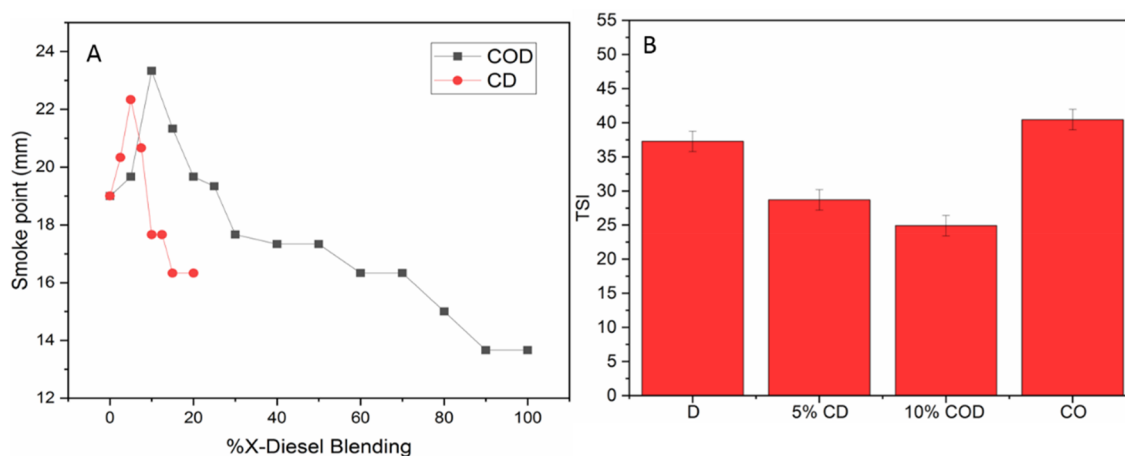 A
COD
CD
24
22
20
18
16
14
12
Smoke point (mm)
0 20 40 60 80 100
%X-Diesel Blending
B
55
50
45
40
35
30
25
20
15
10
5
0
TSI
D 5% CD 10% COD CO